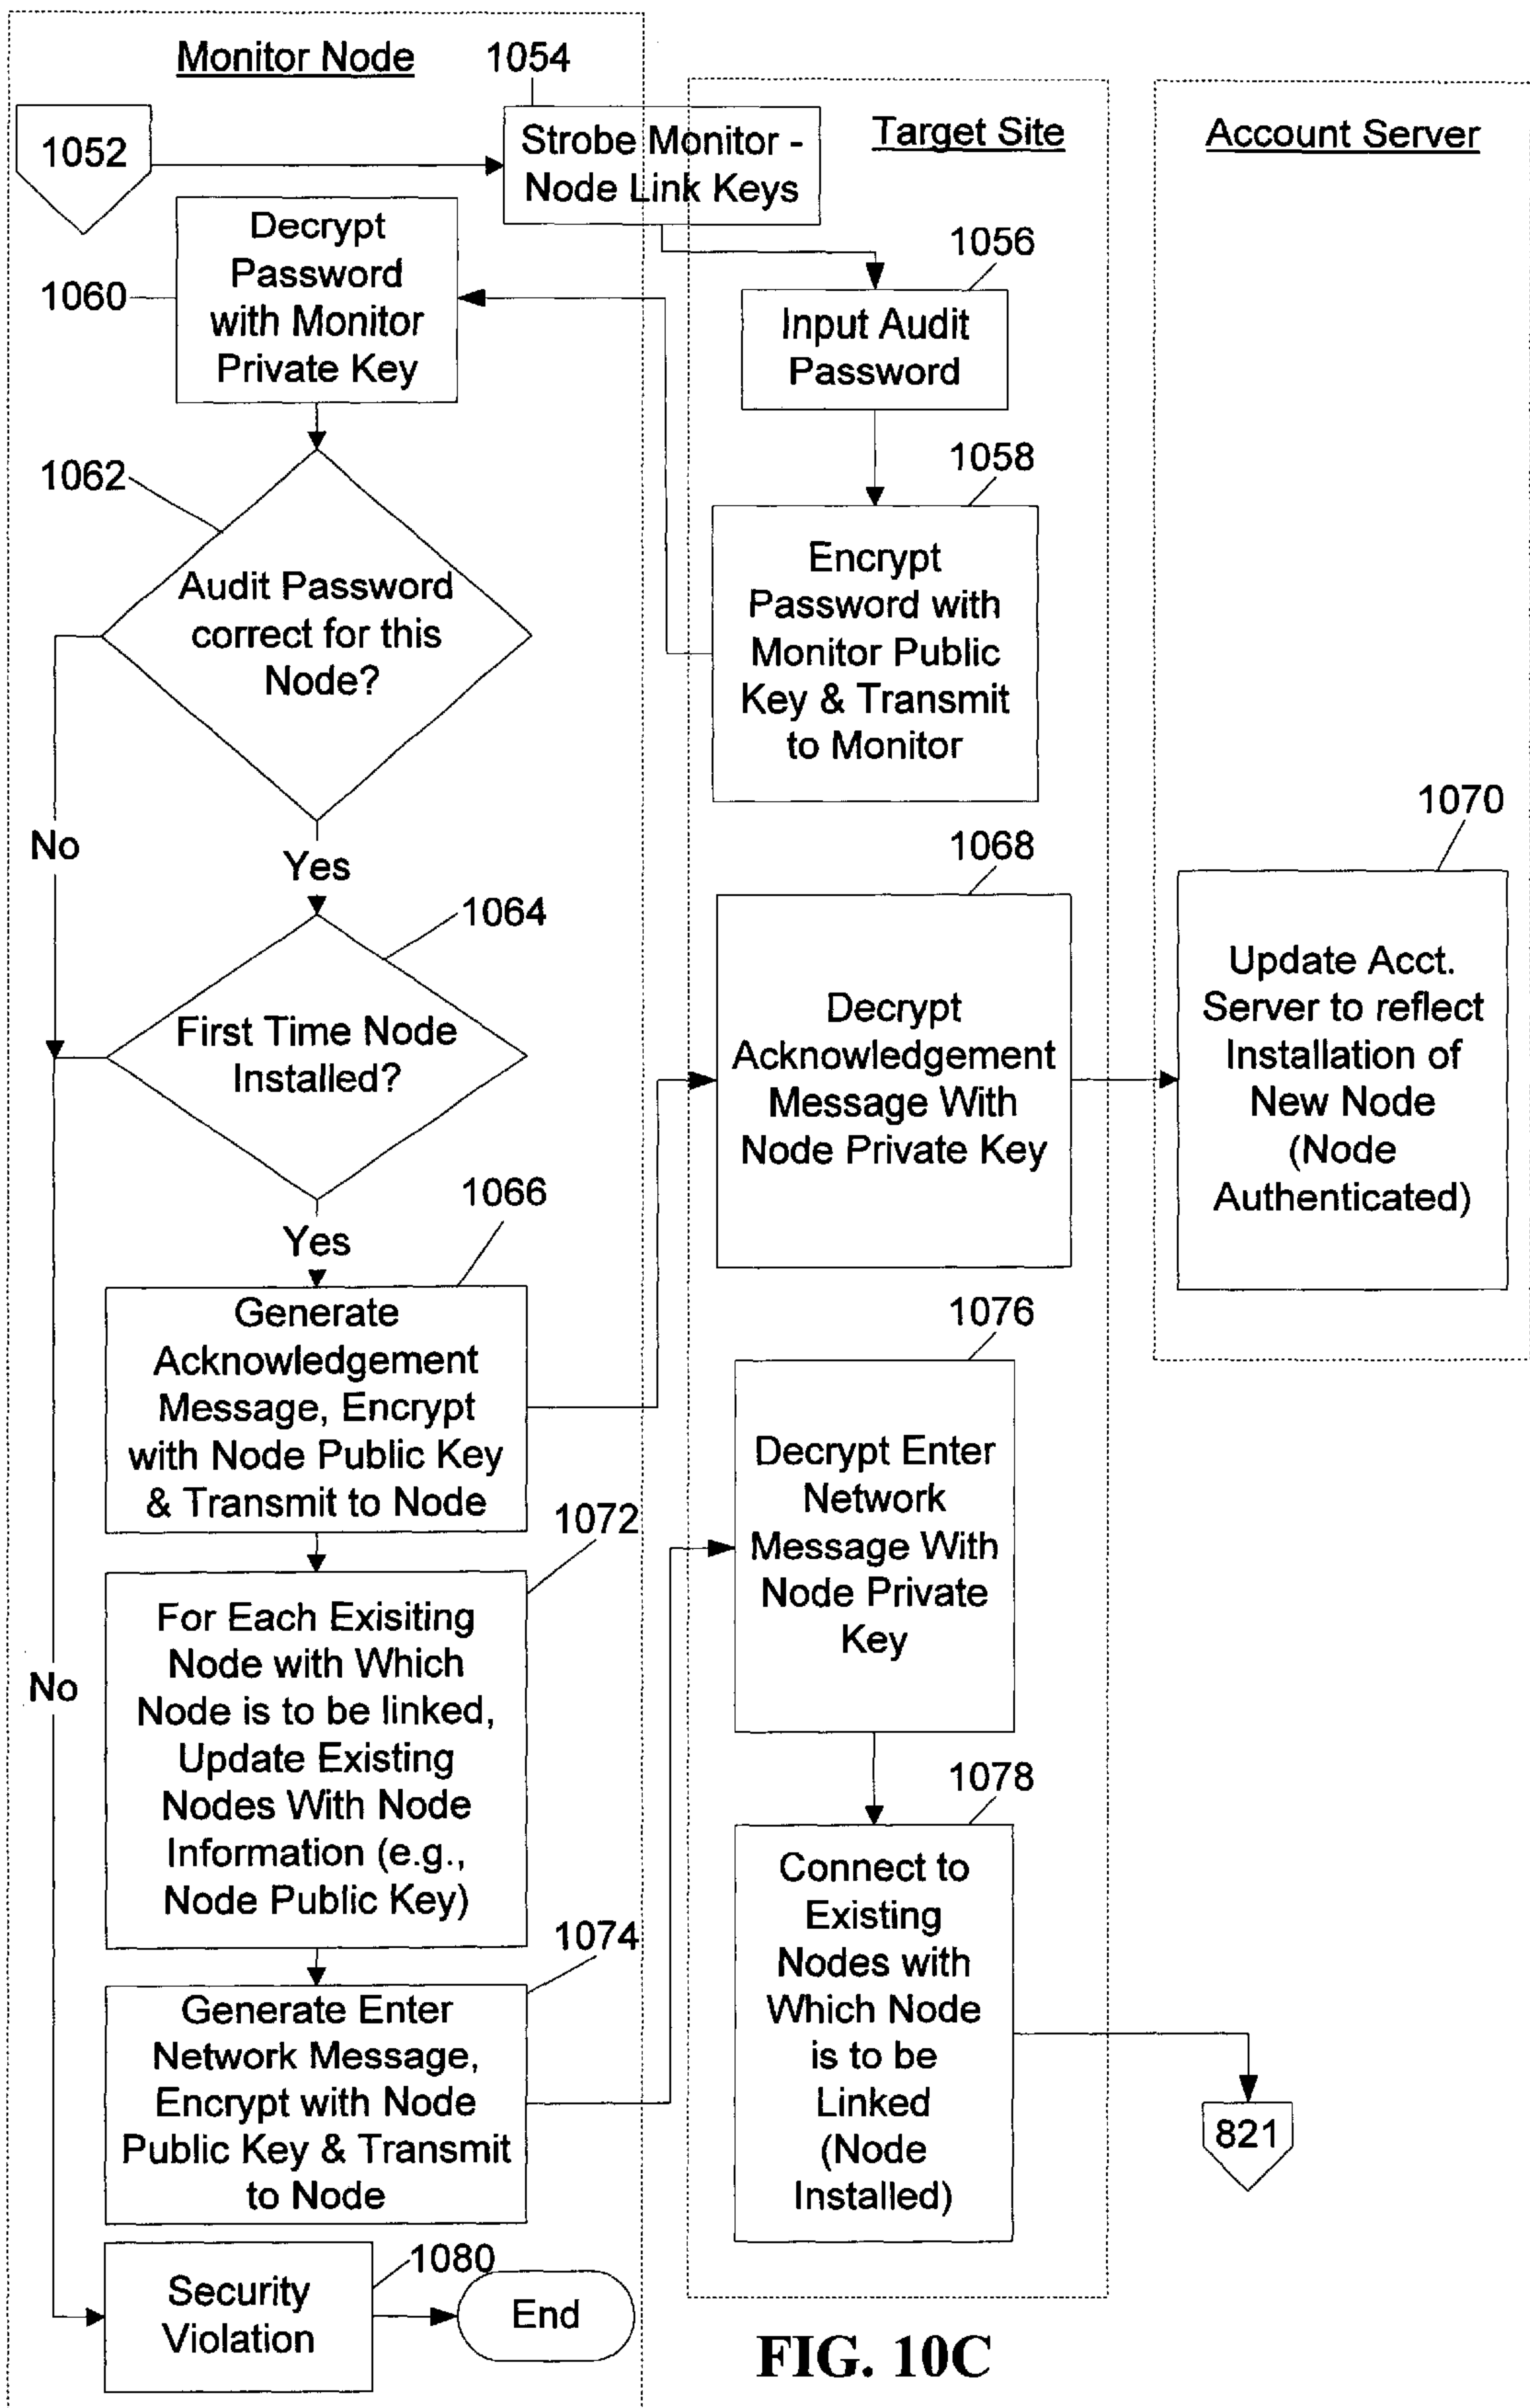 Monitor Node
1054
1052
Strobe Monitor -
Node Link Keys
Target Site
Account Server
Decrypt
Password
with Monitor
Private Key
1060
1056
Input Audit
Password
1062
1058
Audit Password
correct for this
Node?
Encrypt
Password with
Monitor Public
Key & Transmit
to Monitor
No
Yes
1064
1068
1070
First Time Node
Installed?
Decrypt
Acknowledgement
Message With
Node Private Key
Update Acct.
Server to reflect
Installation of
New Node
(Node
Authenticated)
1066
Yes
Generate
Acknowledgement
Message, Encrypt
with Node Public Key
& Transmit to Node
1076
Decrypt Enter
Network
Message With
Node Private
Key
1072
For Each Exisiting
Node with Which
Node is to be linked,
Update Existing
Nodes With Node
Information (e.g.,
Node Public Key)
No
1078
Connect to
Existing
Nodes with
Which Node
is to be
Linked
(Node
Installed)
1074
Generate Enter
Network Message,
Encrypt with Node
Public Key & Transmit
to Node
821
1080
Security
Violation
End
FIG. 10C